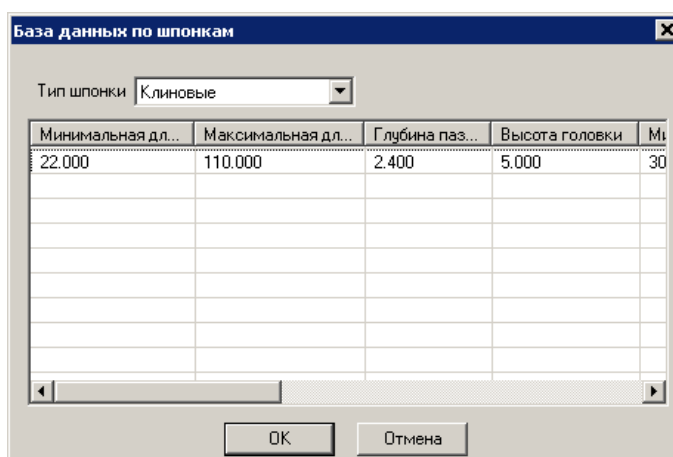 База данных по шпонкам
Тип шпонки Клиновые
Минимальная дл... Максимальная дл... Глубина паз... Высота головки
22.000 110.000 2.400 5.000 30
OK Отмена